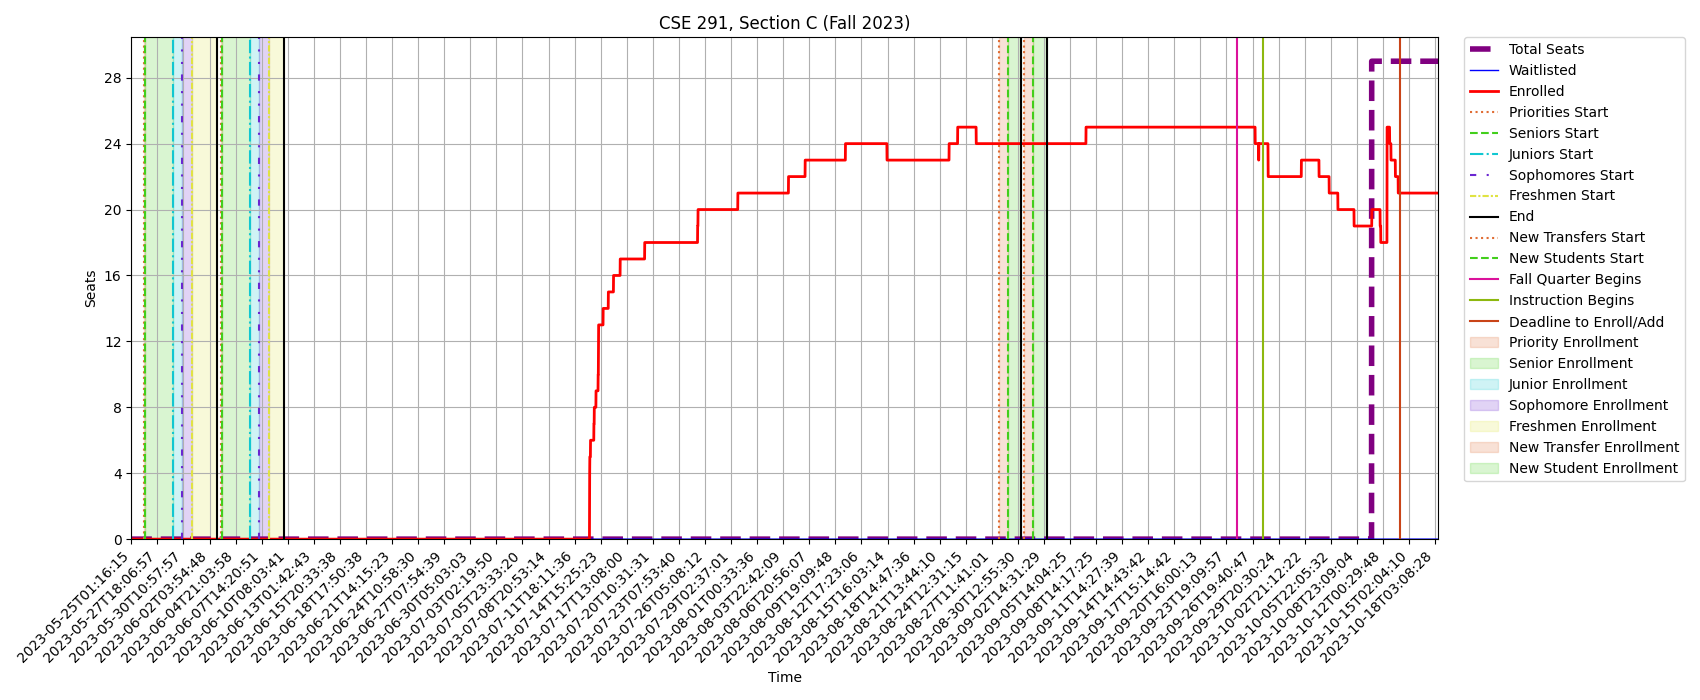 CSE 291, Section C (Fall 2023)
Seats
28
24
20
16
12
8
4
0
2023-05-25T01:16:15
2023-05-27T18:06:57
2023-05-30T10:57:57
2023-06-02T03:54:48
2023-06-04T21:03:58
2023-06-07T14:20:51
2023-06-10T08:03:41
2023-06-13T01:42:43
2023-06-15T20:33:38
2023-06-18T17:50:38
2023-06-21T14:15:23
2023-06-24T10:58:30
2023-06-27T07:54:39
2023-06-30T05:03:03
2023-07-03T02:19:50
2023-07-05T23:33:20
2023-07-08T20:53:14
2023-07-11T18:11:36
2023-07-14T15:25:23
2023-07-17T13:08:00
2023-07-20T10:31:31
2023-07-23T07:53:40
2023-07-26T05:08:12
2023-07-29T02:37:01
2023-08-01T00:33:36
2023-08-03T22:42:09
2023-08-06T20:56:07
2023-08-09T19:09:48
2023-08-12T17:23:06
2023-08-15T16:03:14
2023-08-18T14:47:36
2023-08-21T13:44:10
2023-08-24T12:31:15
2023-08-27T11:41:01
2023-08-30T12:55:30
2023-09-02T14:31:29
2023-09-05T14:04:25
2023-09-08T14:17:25
2023-09-11T14:27:39
2023-09-14T14:43:42
2023-09-17T15:14:42
2023-09-20T16:00:13
2023-09-23T19:09:57
2023-09-26T19:40:47
2023-09-29T20:30:24
2023-10-02T21:12:22
2023-10-05T22:05:32
2023-10-08T23:09:04
2023-10-12T00:29:48
2023-10-15T02:04:10
2023-10-18T03:08:28
Time
Total Seats
Waitlisted
Enrolled
Priorities Start
Seniors Start
Juniors Start
Sophomores Start
Freshmen Start
End
New Transfers Start
New Students Start
Fall Quarter Begins
Instruction Begins
Deadline to Enroll/Add
Priority Enrollment
Senior Enrollment
Junior Enrollment
Sophomore Enrollment
Freshmen Enrollment
New Transfer Enrollment
New Student Enrollment